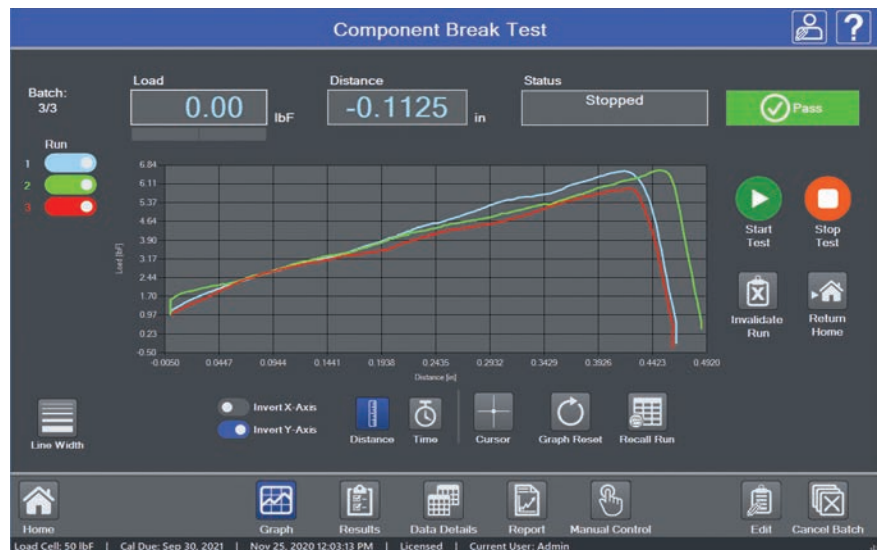 Component Break Test
?
Batch:
3/3
Load
0.00 lbF
Distance
-0.1125 in
Status
Stopped
Pass
Run
1
2
3
6.84
6.11
5.37
4.64
3.90
3.17
2.44
1.70
0.97
0.23
-0.50
Load [lbF]
-0.0050 0.0447 0.0944 0.1441 0.1938 0.2435 0.2932 0.3429 0.3926 0.4423 0.4920
Distance [in]
Start
Test
Stop
Test
Invalidate
Run
Return
Home
Line Width
Invert X-Axis
Invert Y-Axis
Distance
Time
Cursor
Graph Reset
Recall Run
Home
Graph
Results
Data Details
Report
Manual Control
Edit
Cancel Batch
Load Cell: 50 lbF | Cal Due: Sep 30, 2021 | Nov 25, 2020 12:03:13 PM | Licensed | Current User: Admin